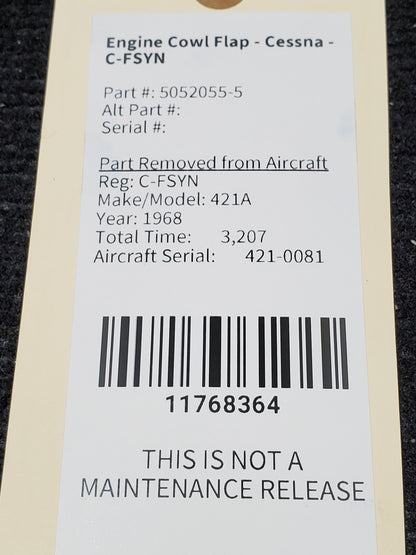 Engine Cowl Flap - Cessna -
C-FSYN
Part #: 5052055-5
Alt Part #:
Serial #:
Part Removed from Aircraft
Reg: C-FSYN
Make/Model: 421A
Year: 1968
Total Time: 3,207
Aircraft Serial: 421-0081
11768364
THIS IS NOT A
MAINTENANCE RELEASE